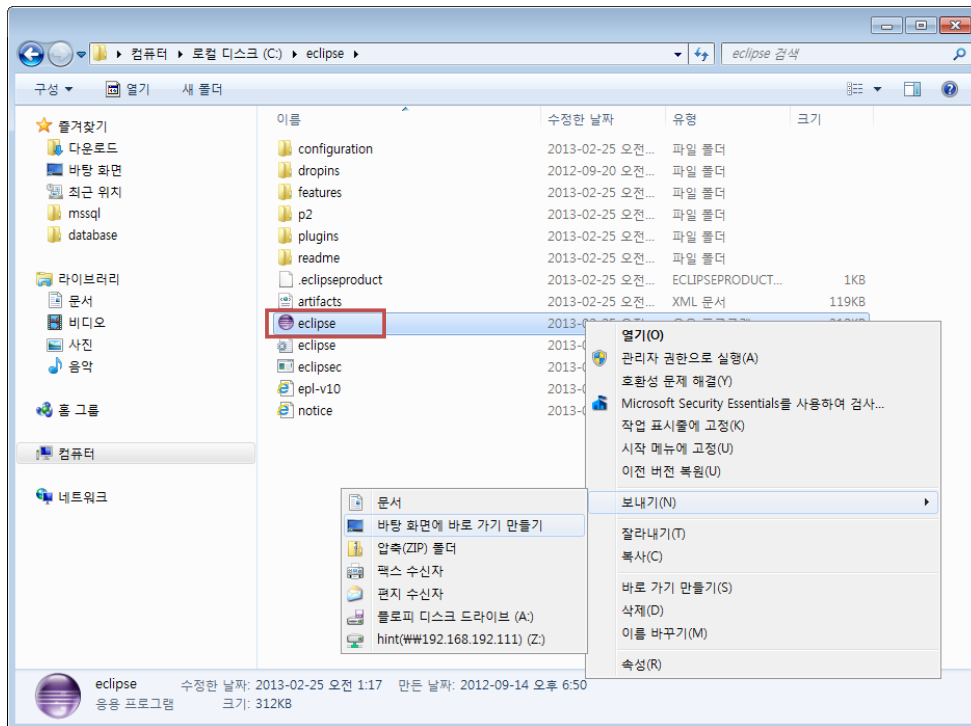 컴퓨터 ▸ 로컬 디스크 (C:) ▸ eclipse ▸
eclipse 검색
구성 ▼ 열기 새 폴더
즐겨찾기
다운로드
바탕 화면
최근 위치
mssql
database
라이브러리
문서
비디오
사진
음악
홈 그룹
컴퓨터
네트워크
이름 수정한 날짜 유형 크기
configuration 2013-02-25 오전... 파일 폴더
dropins 2012-09-20 오전... 파일 폴더
features 2013-02-25 오전... 파일 폴더
p2 2013-02-25 오전... 파일 폴더
plugins 2013-02-25 오전... 파일 폴더
readme 2013-02-25 오전... 파일 폴더
.eclipseproduct 2013-02-25 오전... ECLIPSEPRODUCT... 1KB
artifacts 2013-02-25 오전... XML 문서 119KB
eclipse
eclipse
eclipsec
epl-v10
notice
열기(O)
관리자 권한으로 실행(A)
호환성 문제 해결(Y)
Microsoft Security Essentials를 사용하여 검사...
작업 표시줄에 고정(K)
시작 메뉴에 고정(U)
이전 버전 복원(U)
보내기(N)
잘라내기(T)
복사(C)
바로 가기 만들기(S)
삭제(D)
이름 바꾸기(M)
속성(R)
문서
바탕 화면에 바로 가기 만들기
압축(ZIP) 폴더
팩스 수신자
편지 수신자
플로피 디스크 드라이브 (A:)
hint(₩₩192.168.192.111) (Z:)
eclipse 수정한 날짜: 2013-02-25 오전 1:17 만든 날짜: 2012-09-14 오후 6:50
응용 프로그램 크기: 312KB